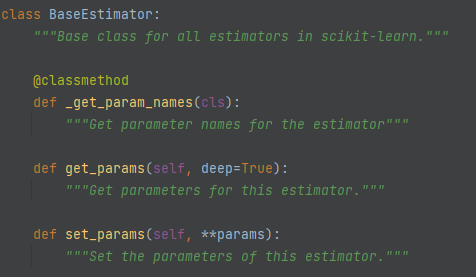 class BaseEstimator:
    """Base class for all estimators in scikit-learn."""
    @classmethod
    def _get_param_names(cls):
        """Get parameter names for the estimator"""
    def get_params(self, deep=True):
        """Get parameters for this estimator."""
    def set_params(self, **params):
        """Set the parameters of this estimator."""